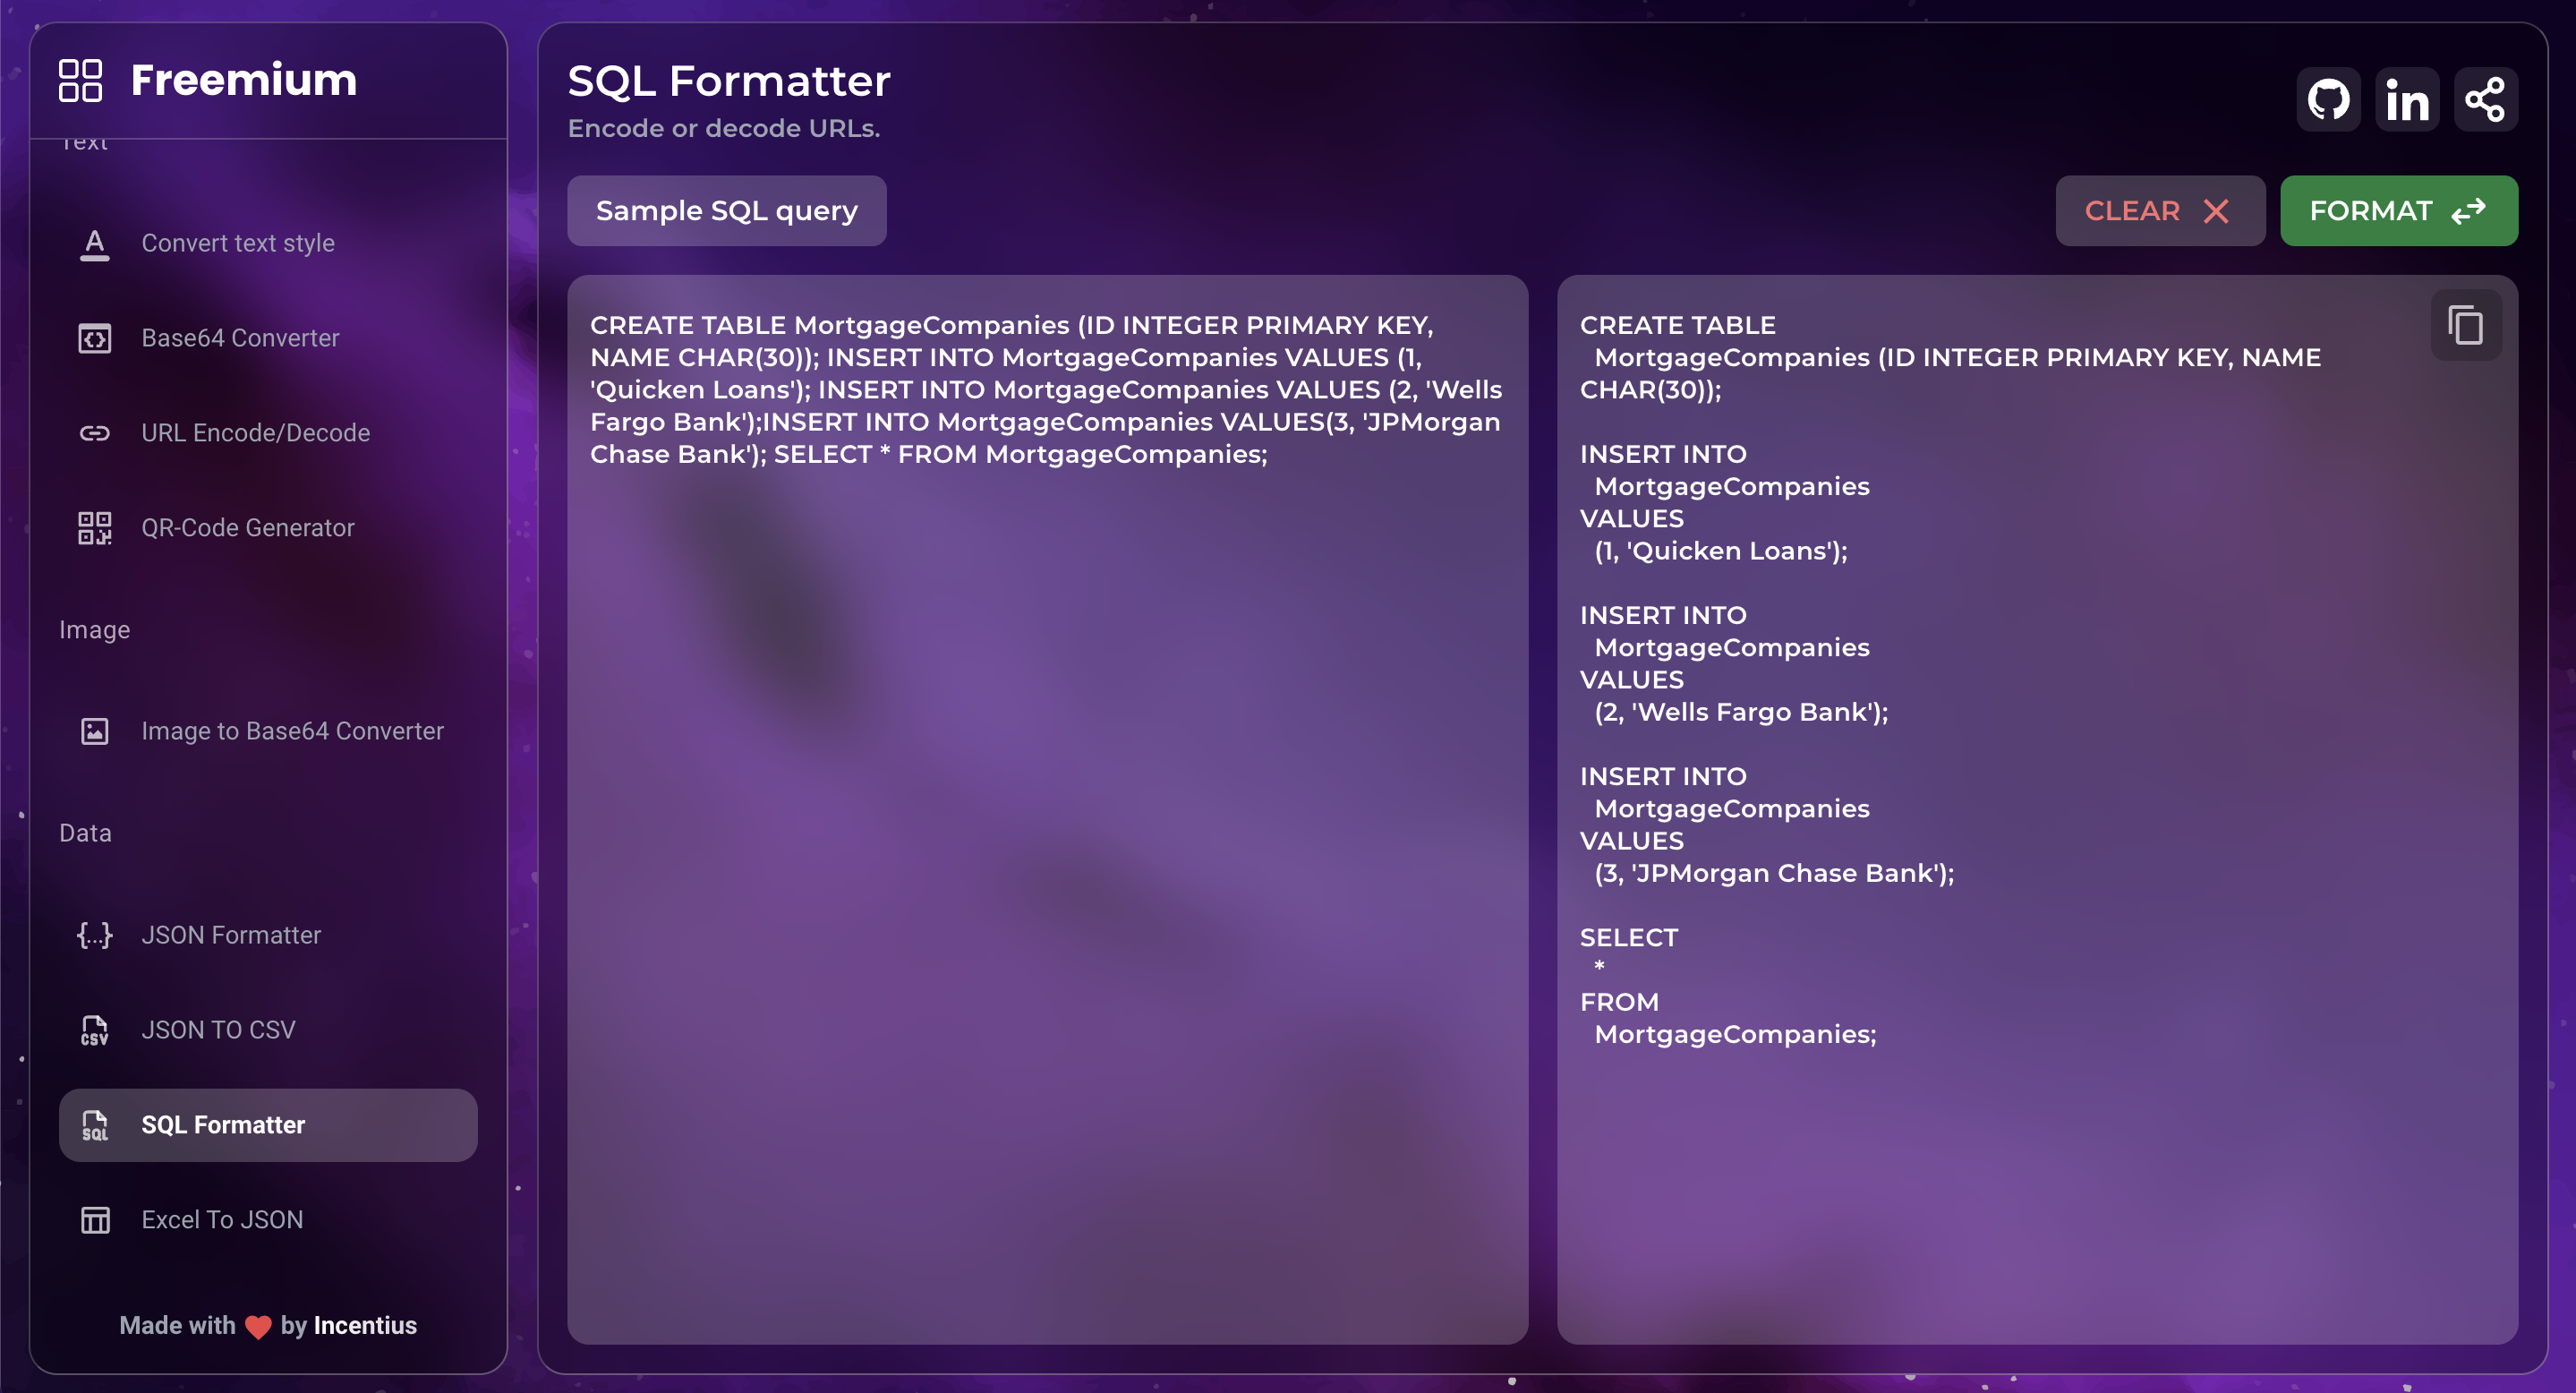 Freemium
Text
Convert text style
Base64 Converter
URL Encode/Decode
QR-Code Generator
Image
Image to Base64 Converter
Data
{...} JSON Formatter
CSV JSON TO CSV
SQL SQL Formatter
Excel To JSON
Made with ❤ by Incentius
SQL Formatter
Encode or decode URLs.
in
Sample SQL query
CLEAR
FORMAT
CREATE TABLE MortgageCompanies (ID INTEGER PRIMARY KEY,
NAME CHAR(30)); INSERT INTO MortgageCompanies VALUES (1,
'Quicken Loans'); INSERT INTO MortgageCompanies VALUES (2, 'Wells
Fargo Bank');INSERT INTO MortgageCompanies VALUES(3, 'JPMorgan
Chase Bank'); SELECT * FROM MortgageCompanies;
CREATE TABLE
  MortgageCompanies (ID INTEGER PRIMARY KEY, NAME
CHAR(30));
INSERT INTO
  MortgageCompanies
VALUES
  (1, 'Quicken Loans');
INSERT INTO
  MortgageCompanies
VALUES
  (2, 'Wells Fargo Bank');
INSERT INTO
  MortgageCompanies
VALUES
  (3, 'JPMorgan Chase Bank');
SELECT
  *
FROM
  MortgageCompanies;